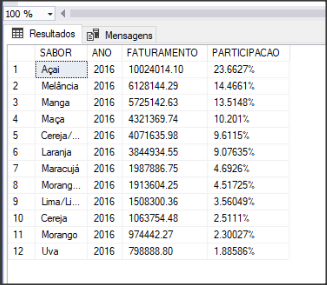 100 %
Resultados Mensagens
SABOR ANO FATURAMENTO PARTICIPACAO
1 Açai 2016 10024014.10 23.6627%
2 Melância 2016 6128144.29 14.4661%
3 Manga 2016 5725142.63 13.5148%
4 Maça 2016 4321369.74 10.201%
5 Cereja/... 2016 4071635.98 9.6115%
6 Laranja 2016 3844934.55 9.07635%
7 Maracujá 2016 1987886.75 4.6926%
8 Morang... 2016 1913604.25 4.51725%
9 Lima/Li... 2016 1508300.36 3.56049%
10 Cereja 2016 1063754.48 2.5111%
11 Morango 2016 974442.27 2.30027%
12 Uva 2016 798888.80 1.88586%